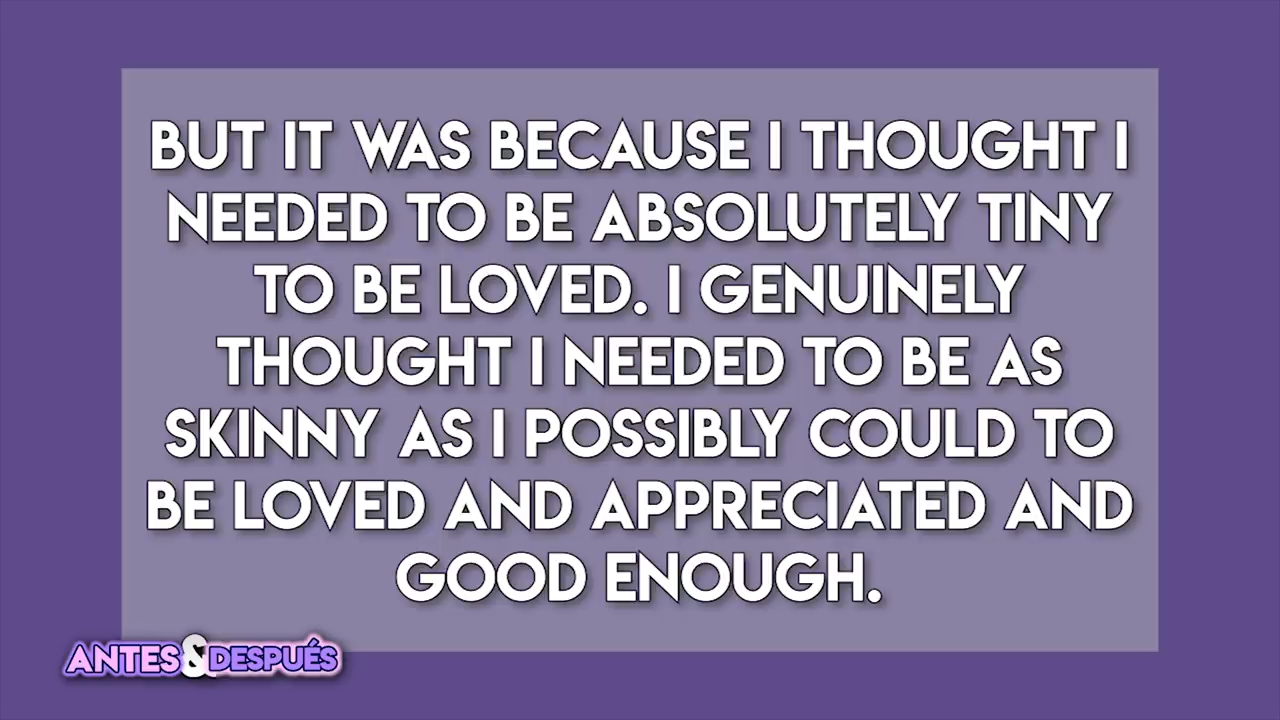 BUT IT WAS BECAUSE I THOUGHT I
NEEDED TO BE ABSOLUTELY TINY
TO BE LOVED. I GENUINELY
THOUGHT I NEEDED TO BE AS
SKINNY AS I POSSIBLY COULD TO
BE LOVED AND APPRECIATED AND
GOOD ENOUGH.
ANTES&DESPUÉS